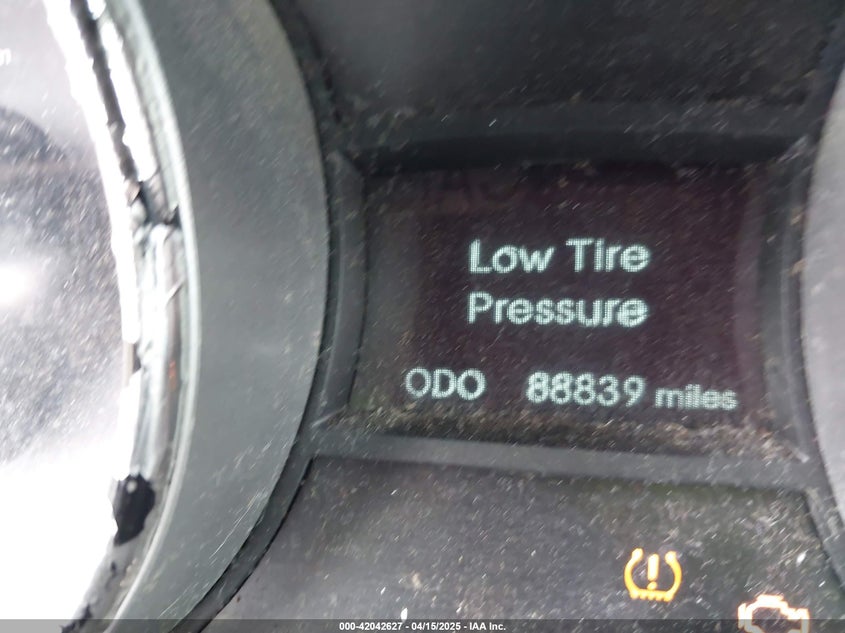 Low Tire
Pressure
ODO 88839 miles
000-42042627 - 04/15/2025 - IAA Inc.